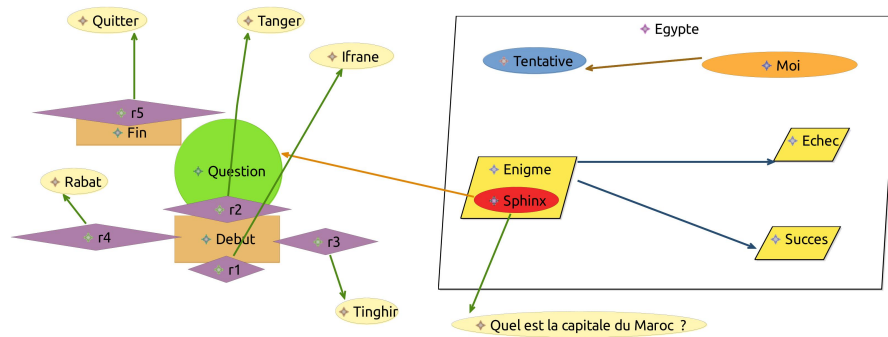 Quitter
Tanger
Ifrane
Egypte
Tentative
Moi
r5
Fin
Question
Enigme
Echec
Rabat
Sphinx
r2
r4
Debut
r3
Succes
r1
Tinghir
Quel est la capitale du Maroc ?